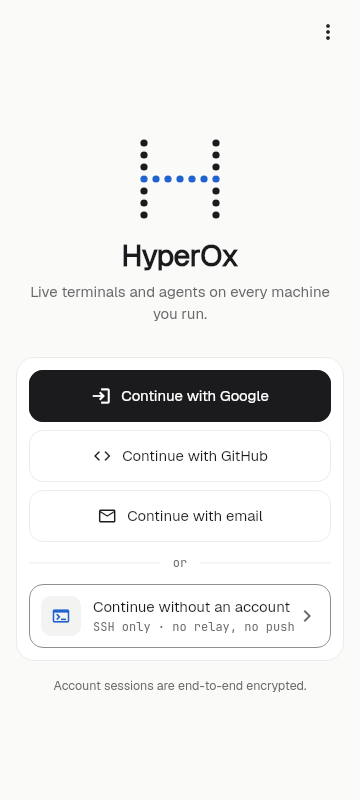 HyperOx
Live terminals and agents on every machine
you run.
Continue with Google
Continue with GitHub
Continue with email
or
Continue without an account
SSH only · no relay, no push
Account sessions are end-to-end encrypted.